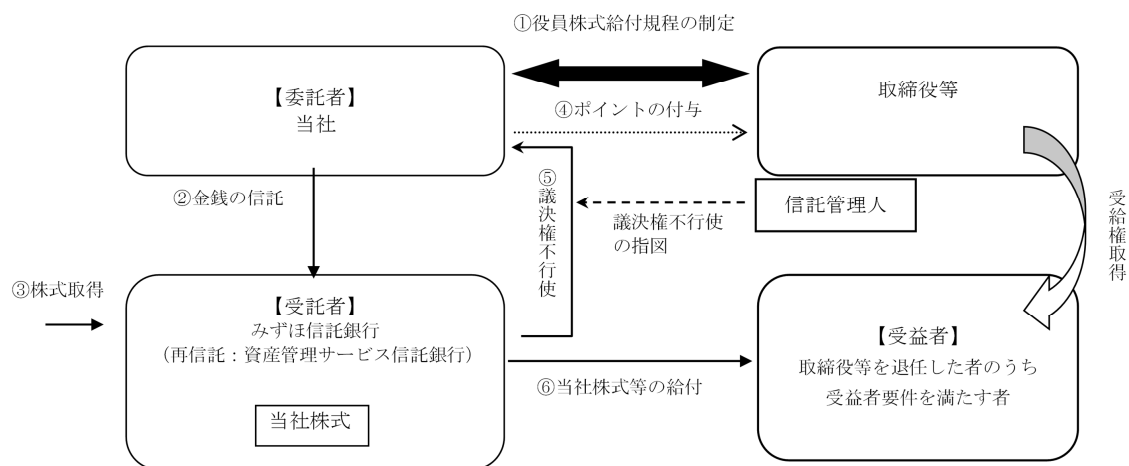 ①役員株式給付規程の制定
【委託者】
当社
取締役等
④ポイントの付与
②金銭の信託
⑤議決権不行使
議決権不行使
の指図
信託管理人
受給権取得
③株式取得
【受託者】
みずほ信託銀行
(再信託：資産管理サービス信託銀行)
当社株式
⑥当社株式等の給付
【受益者】
取締役等を退任した者のうち
受益者要件を満たす者